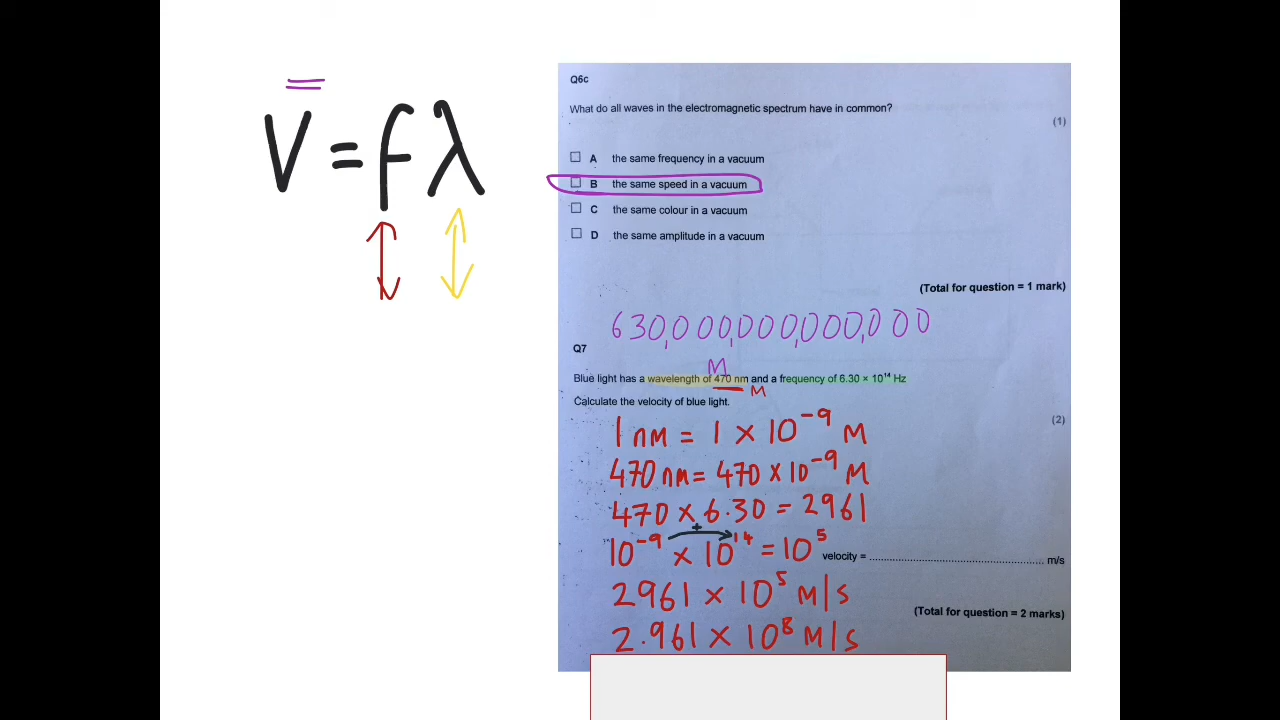 V = f λ
Q6c
What do all waves in the electromagnetic spectrum have in common?
(1)
A the same frequency in a vacuum
B the same speed in a vacuum
C the same colour in a vacuum
D the same amplitude in a vacuum
(Total for question = 1 mark)
630,000,000,000,000
Q7
M
Blue light has a wavelength of 470 nm and a frequency of 6.30 × 10¹⁴ Hz
M
Calculate the velocity of blue light.
(2)
1 nM = 1 × 10⁻⁹ M
470 nM = 470 × 10⁻⁹ M
470 × 6.30 = 2961
+
10⁻⁹ × 10¹⁴ = 10⁵
velocity = ........................................................ m/s
2961 × 10⁵ M/s
(Total for question = 2 marks)
2.961 × 10⁸ M/s